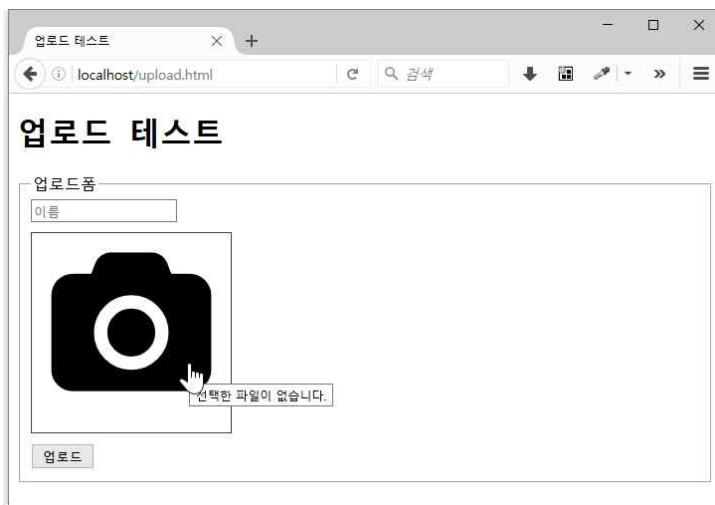 업로드 테스트
localhost/upload.html
검색
업로드 테스트
업로드폼
이름
선택한 파일이 없습니다.
업로드